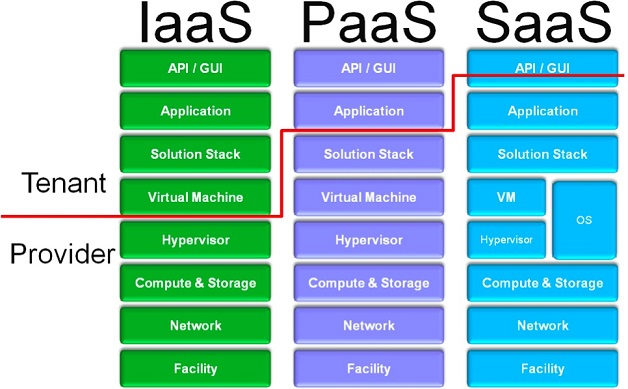 IaaS PaaS SaaS
API / GUI API / GUI API / GUI
Application Application Application
Solution Stack Solution Stack Solution Stack
Tenant
Virtual Machine Virtual Machine VM
OS
Provider
Hypervisor Hypervisor Hypervisor
Compute & Storage Compute & Storage Compute & Storage
Network Network Network
Facility Facility Facility